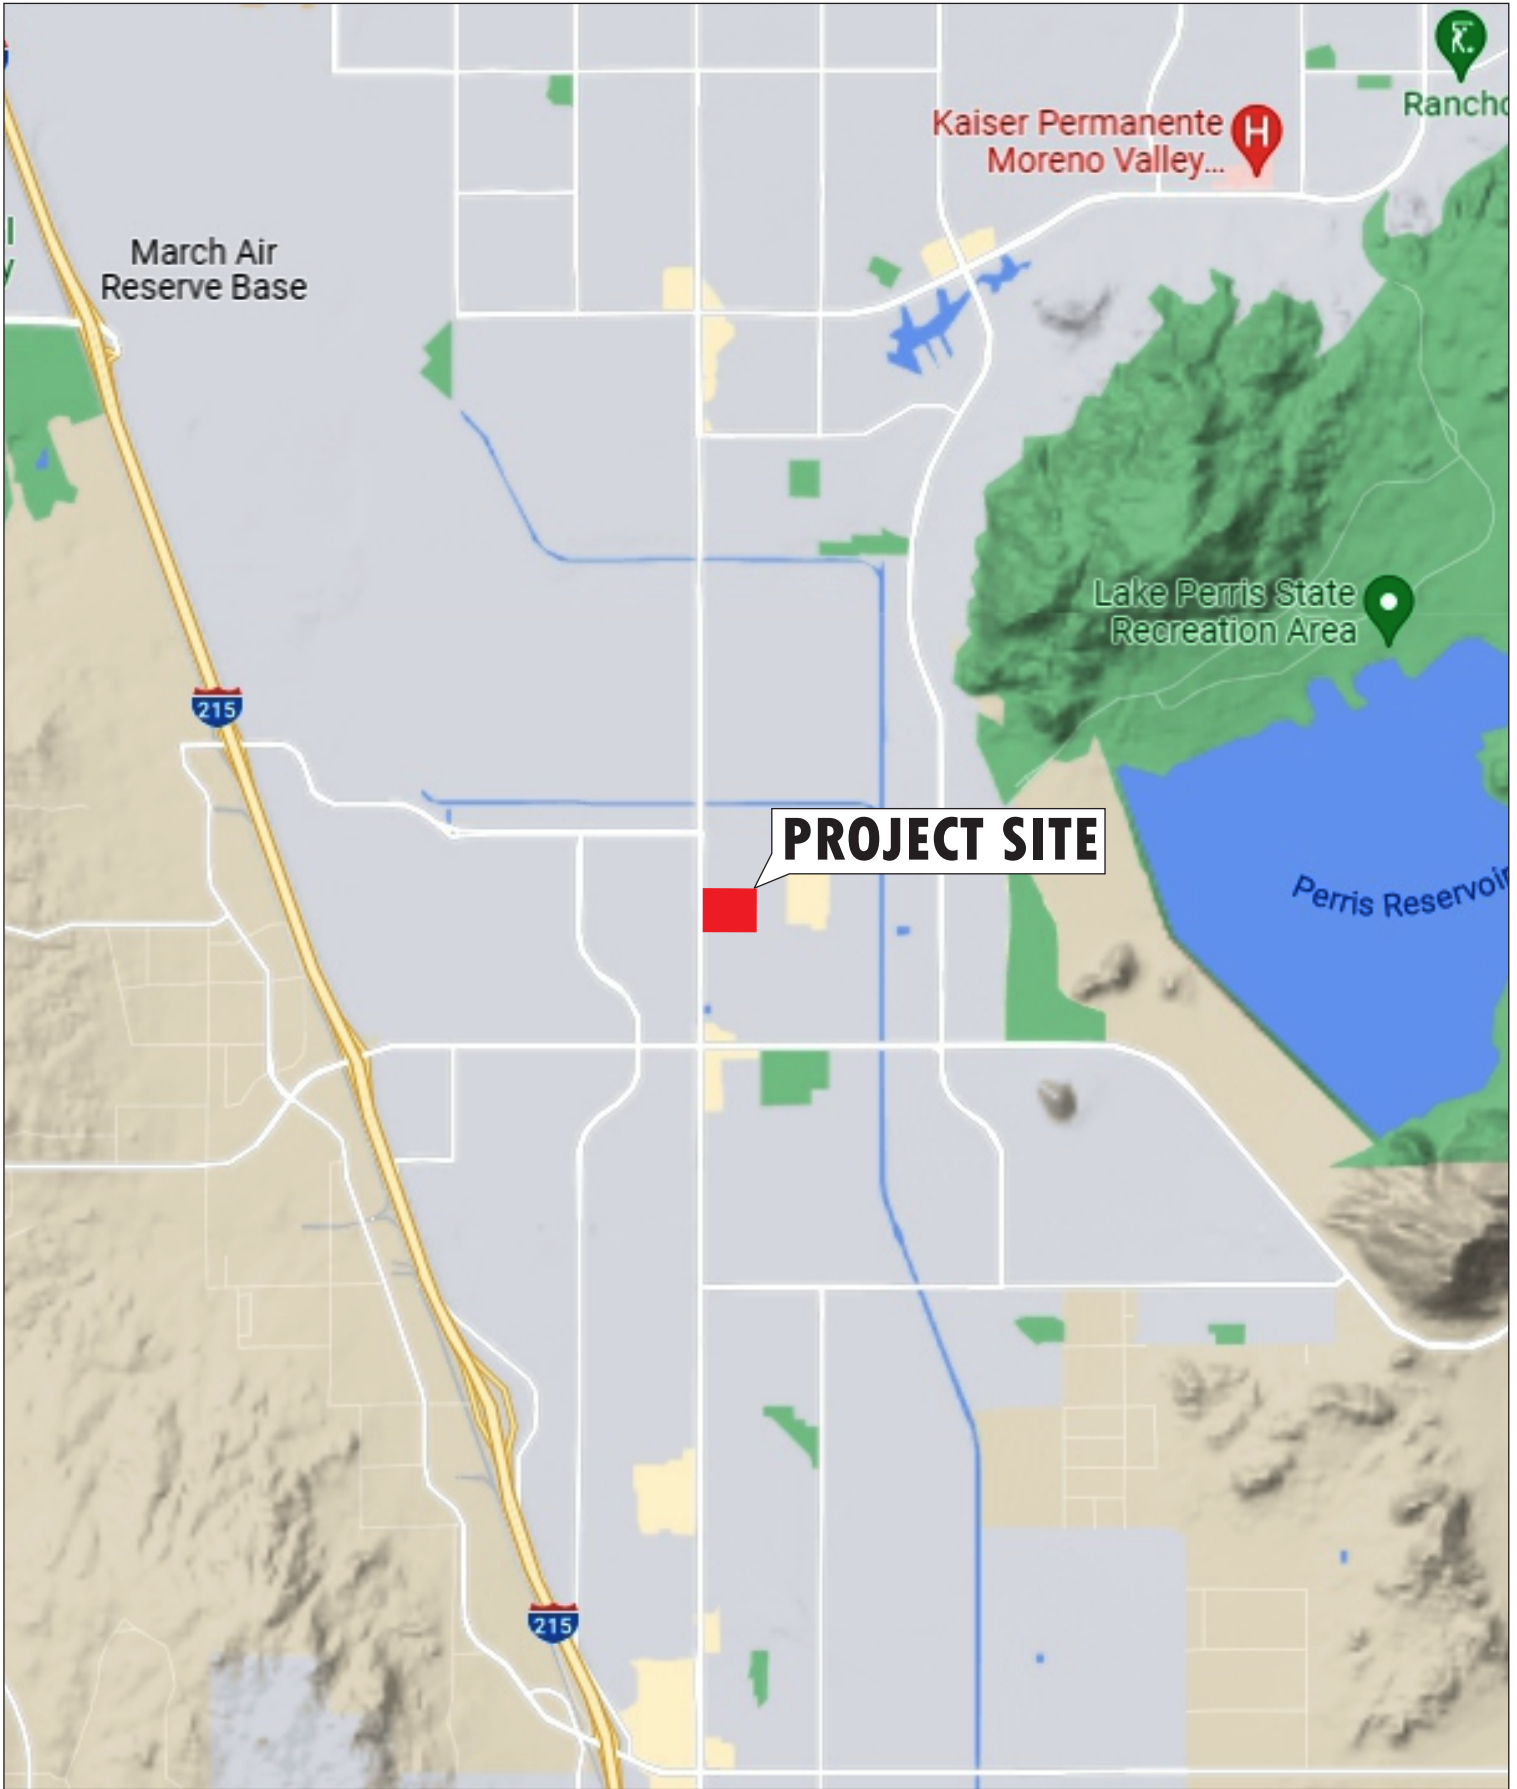 Rancho
Kaiser Permanente
Moreno Valley...
H
l
y
March Air
Reserve Base
Lake Perris State
Recreation Area
215
PROJECT SITE
Perris Reservoir
215